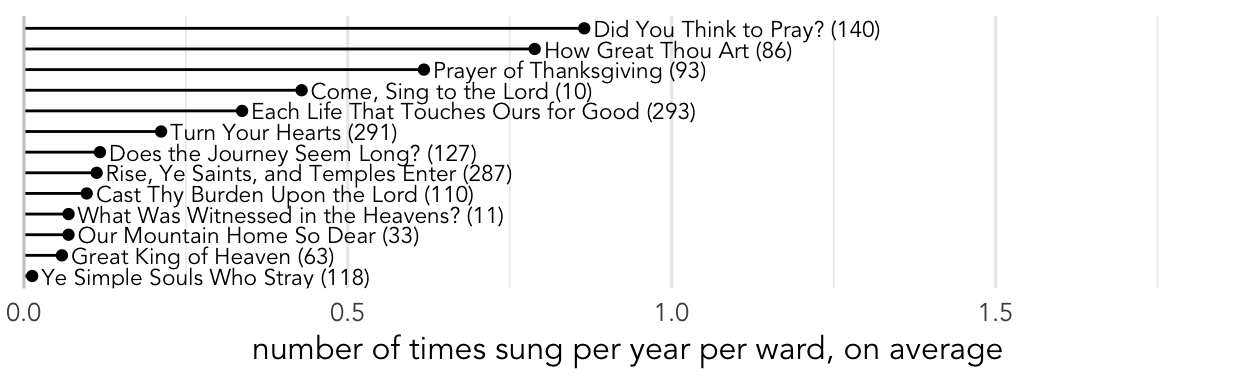 Did You Think to Pray? (140)
How Great Thou Art (86)
Prayer of Thanksgiving (93)
Come, Sing to the Lord (10)
Each Life That Touches Ours for Good (293)
Turn Your Hearts (291)
Does the Journey Seem Long? (127)
Rise, Ye Saints, and Temples Enter (287)
Cast Thy Burden Upon the Lord (110)
What Was Witnessed in the Heavens? (11)
Our Mountain Home So Dear (33)
Great King of Heaven (63)
Ye Simple Souls Who Stray (118)
0.0 0.5 1.0 1.5
number of times sung per year per ward, on average